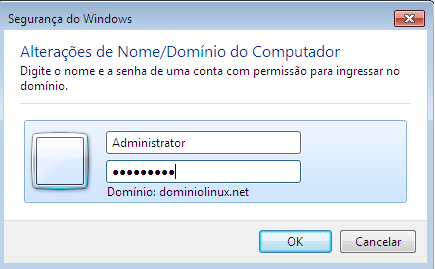 Segurança do Windows
Alterações de Nome/Domínio do Computador
Digite o nome e a senha de uma conta com permissão para ingressar no
domínio.
Administrator
●●●●●●●●●
Domínio: dominiolinux.net
OK
Cancelar